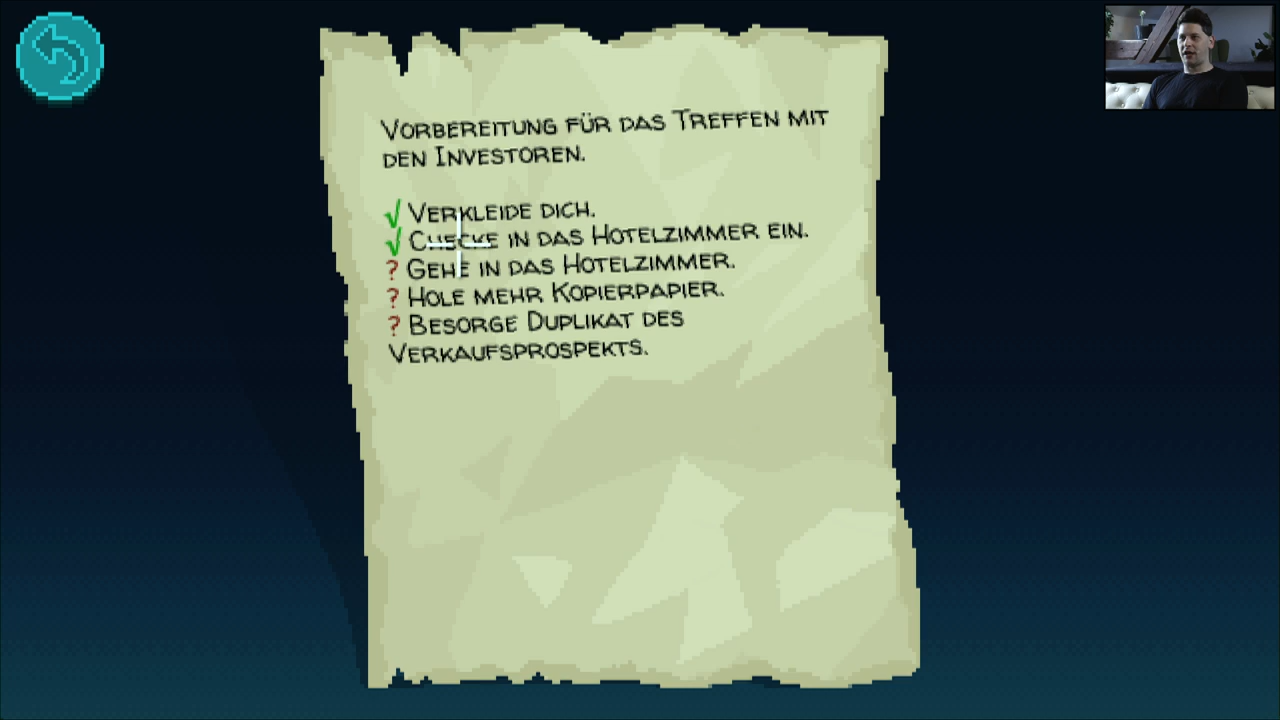 Vorbereitung für das Treffen mit
den Investoren.
√ Verkleide dich.
√ Checke in das Hotelzimmer ein.
? Gehe in das Hotelzimmer.
? Hole mehr Kopierpapier.
? Besorge Duplikat des
Verkaufsprospekts.